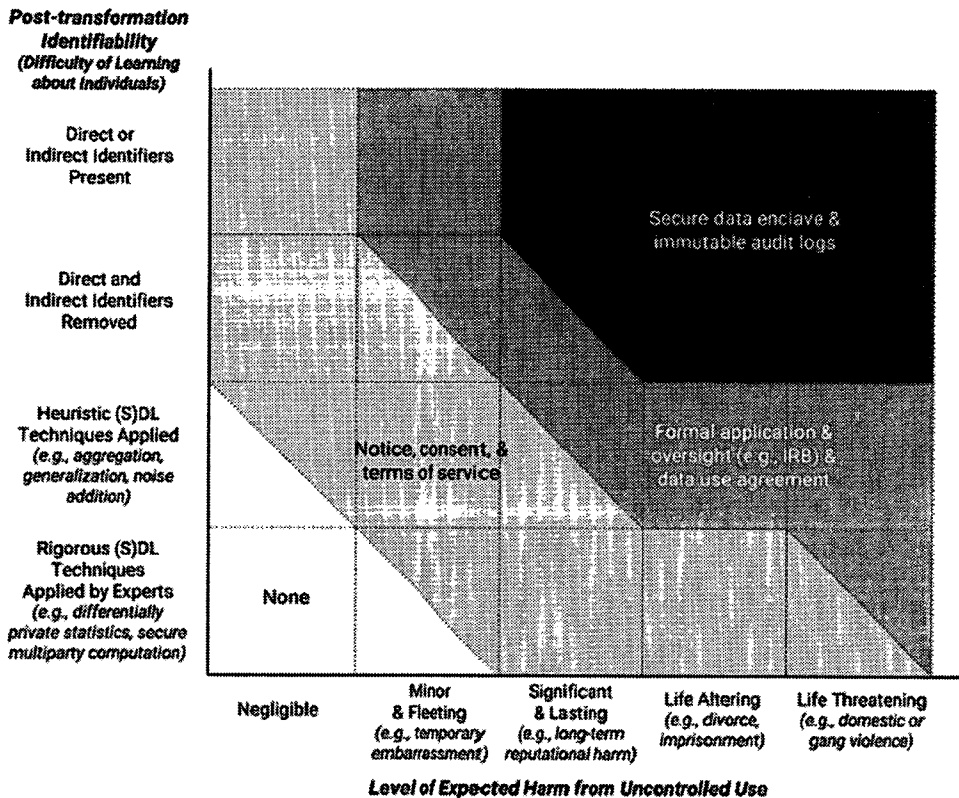 Post-transformation
Identifiability
(Difficulty of Learning
about Individuals)
Direct or
Indirect Identifiers
Present
Secure data enclave &
immutable audit logs
Direct and
Indirect Identifiers
Removed
Heuristic (S)DL
Techniques Applied
(e.g., aggregation,
generalization, noise
addition)
Notice, consent, &
terms of service
Formal application &
oversight (e.g., IRB) &
data use agreement
Rigorous (S)DL
Techniques
Applied by Experts
(e.g., differentially
private statistics, secure
multiparty computation)
None
Negligible
Minor
& Fleeting
(e.g., temporary
embarrassment)
Significant
& Lasting
(e.g., long-term
reputational harm)
Life Altering
(e.g., divorce,
imprisonment)
Life Threatening
(e.g., domestic or
gang violence)
Level of Expected Harm from Uncontrolled Use